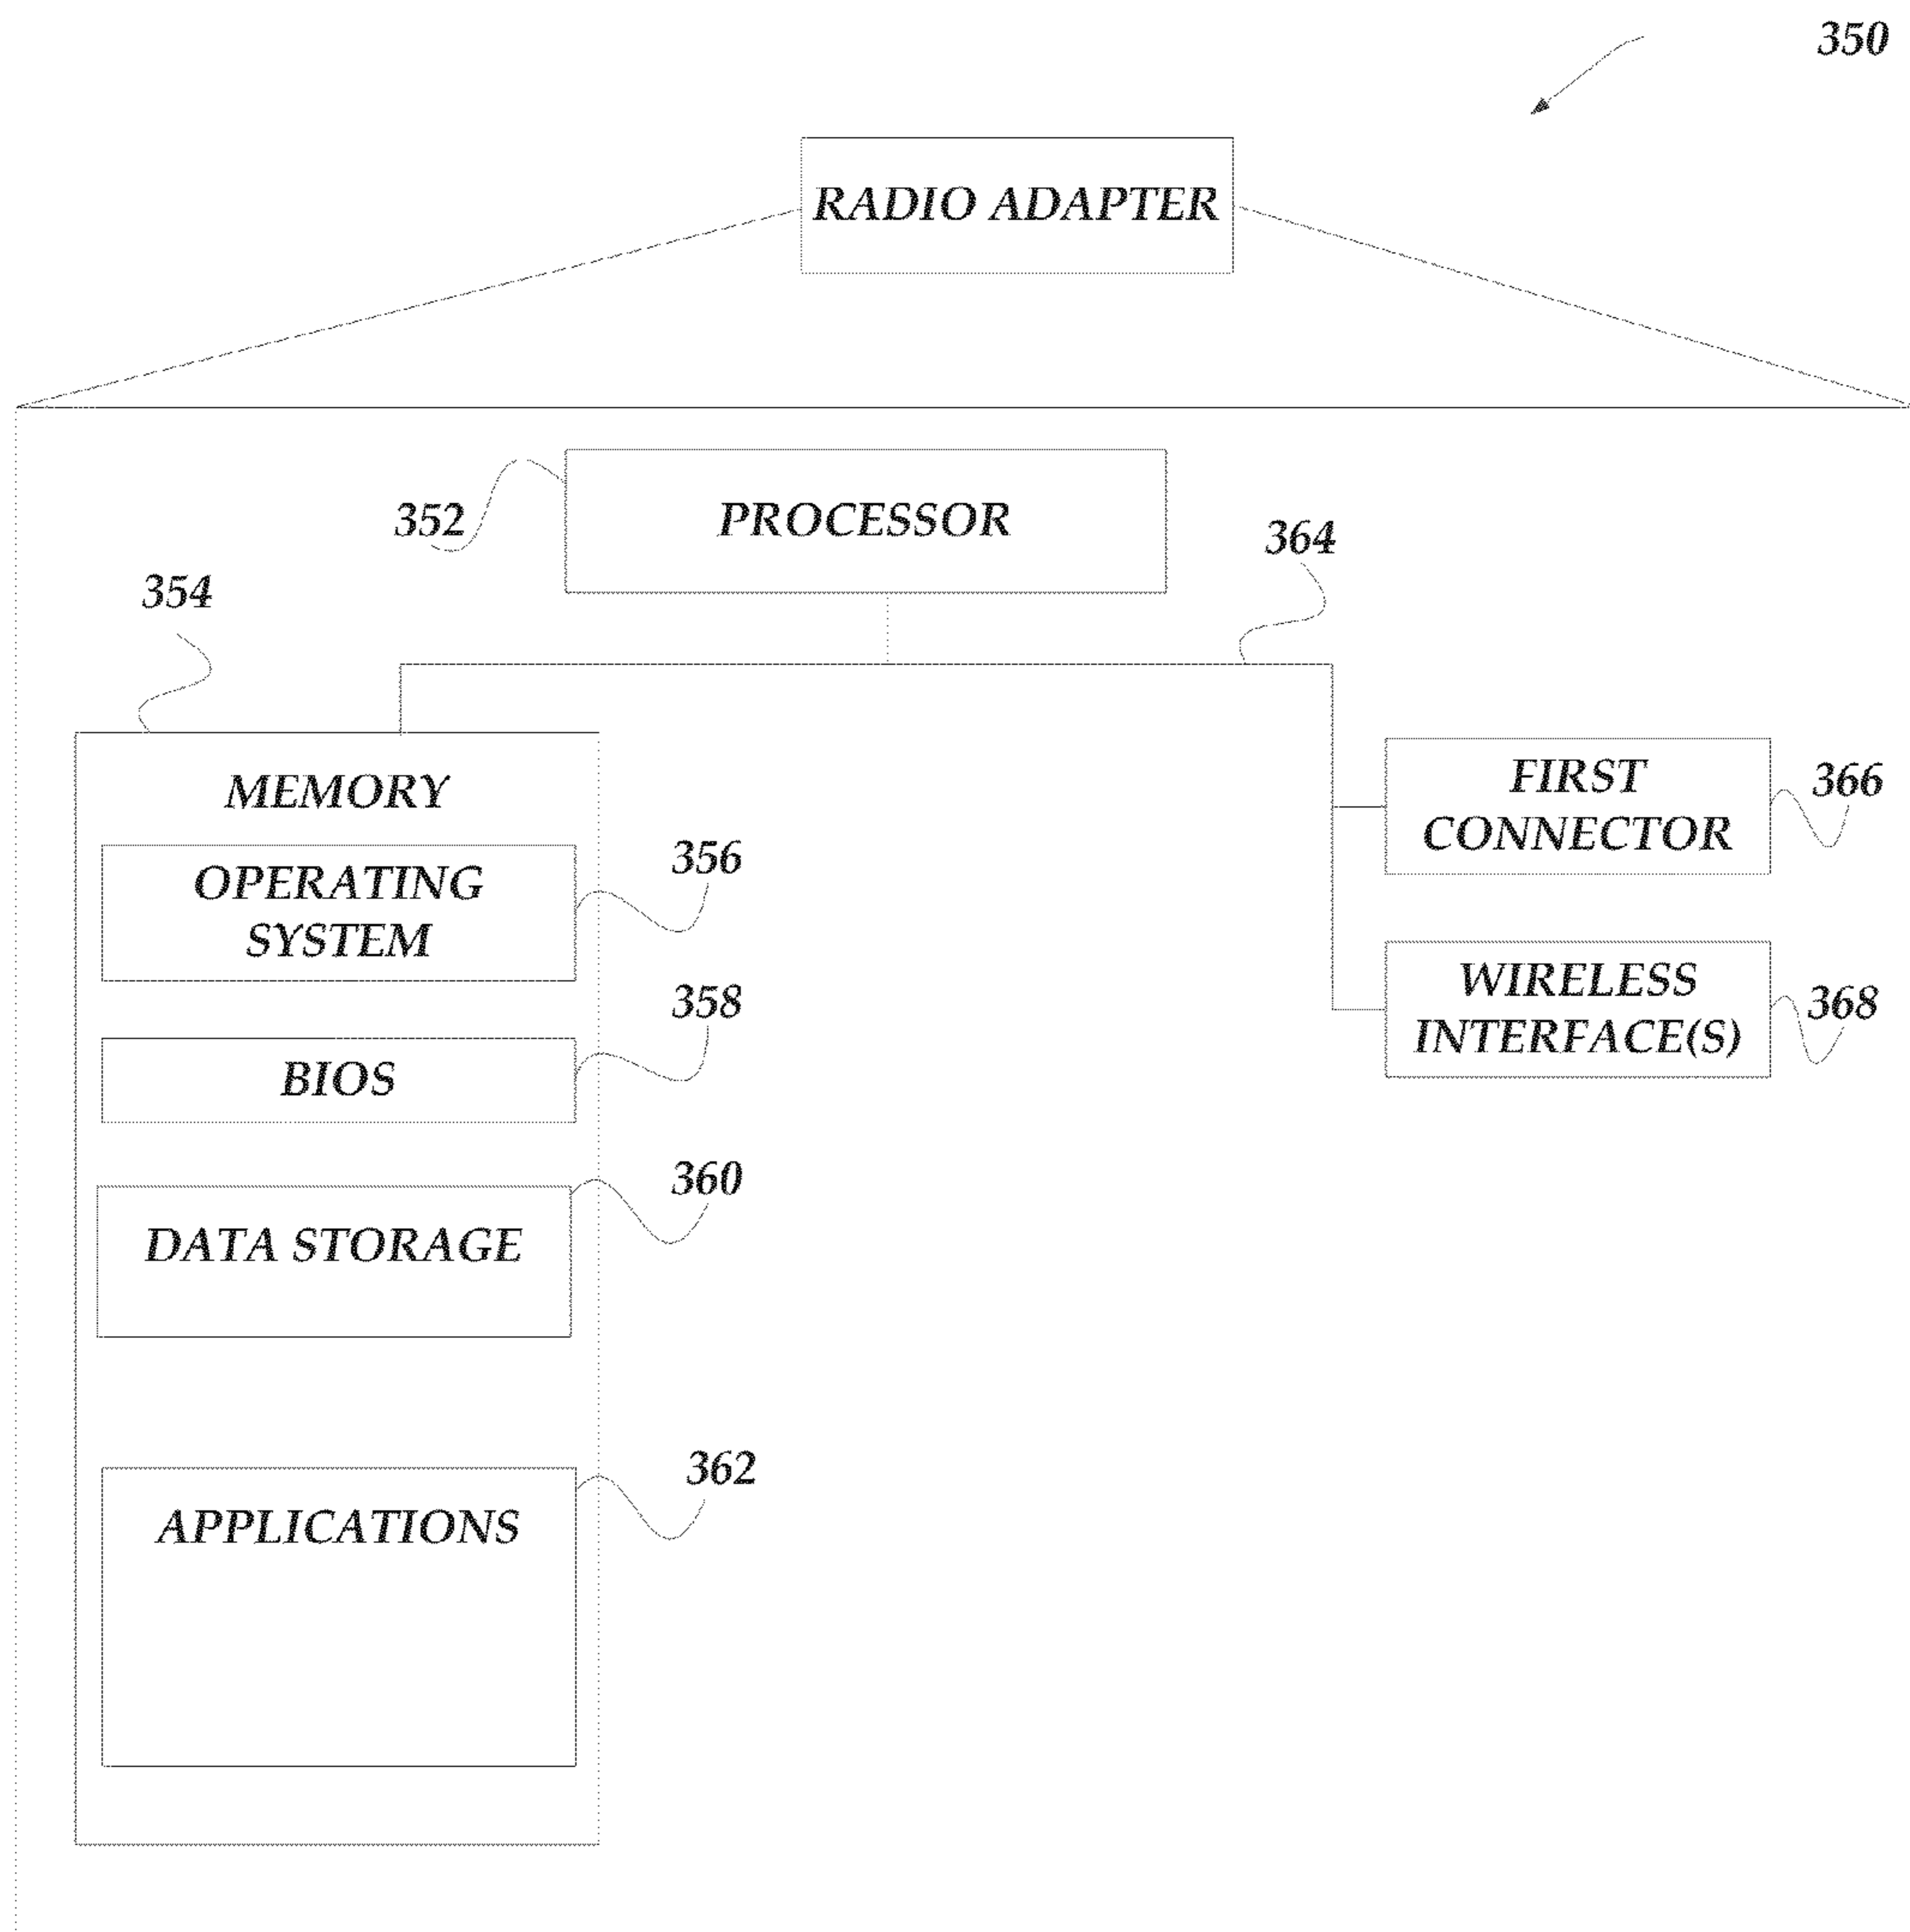 350
RADIO ADAPTER
352
PROCESSOR
364
354
MEMORY
FIRST
CONNECTOR
366
OPERATING
SYSTEM
356
WIRELESS
INTERFACE(S)
368
358
BIOS
360
DATA STORAGE
362
APPLICATIONS